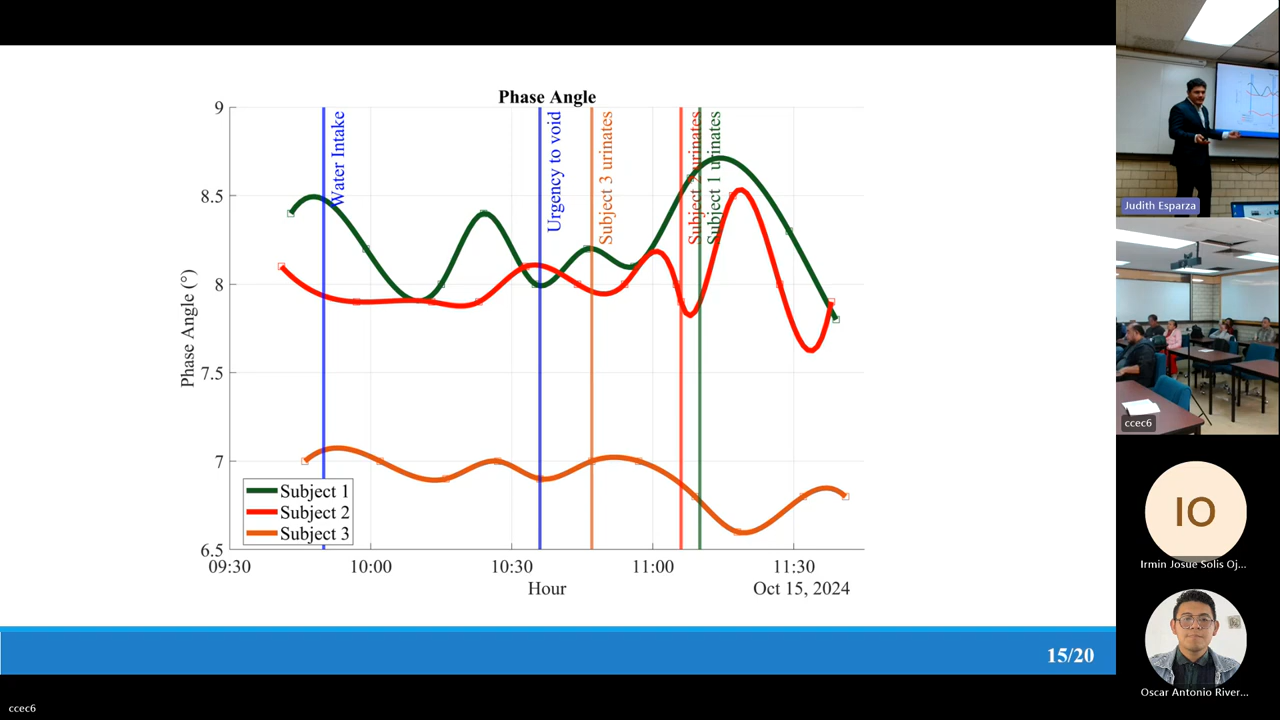 Phase Angle
9
8.5
8
7.5
7
6.5
Phase Angle (°)
Water Intake
Urgency to void
Subject 3 urinates
Subject 2 urinates
Subject 1 urinates
Subject 1
Subject 2
Subject 3
09:30
10:00
10:30
11:00
11:30
Hour
Oct 15, 2024
15/20
ccec6
Judith Esparza
ccec6
IO
Irmin Josue Solis Oj...
Oscar Antonio River...